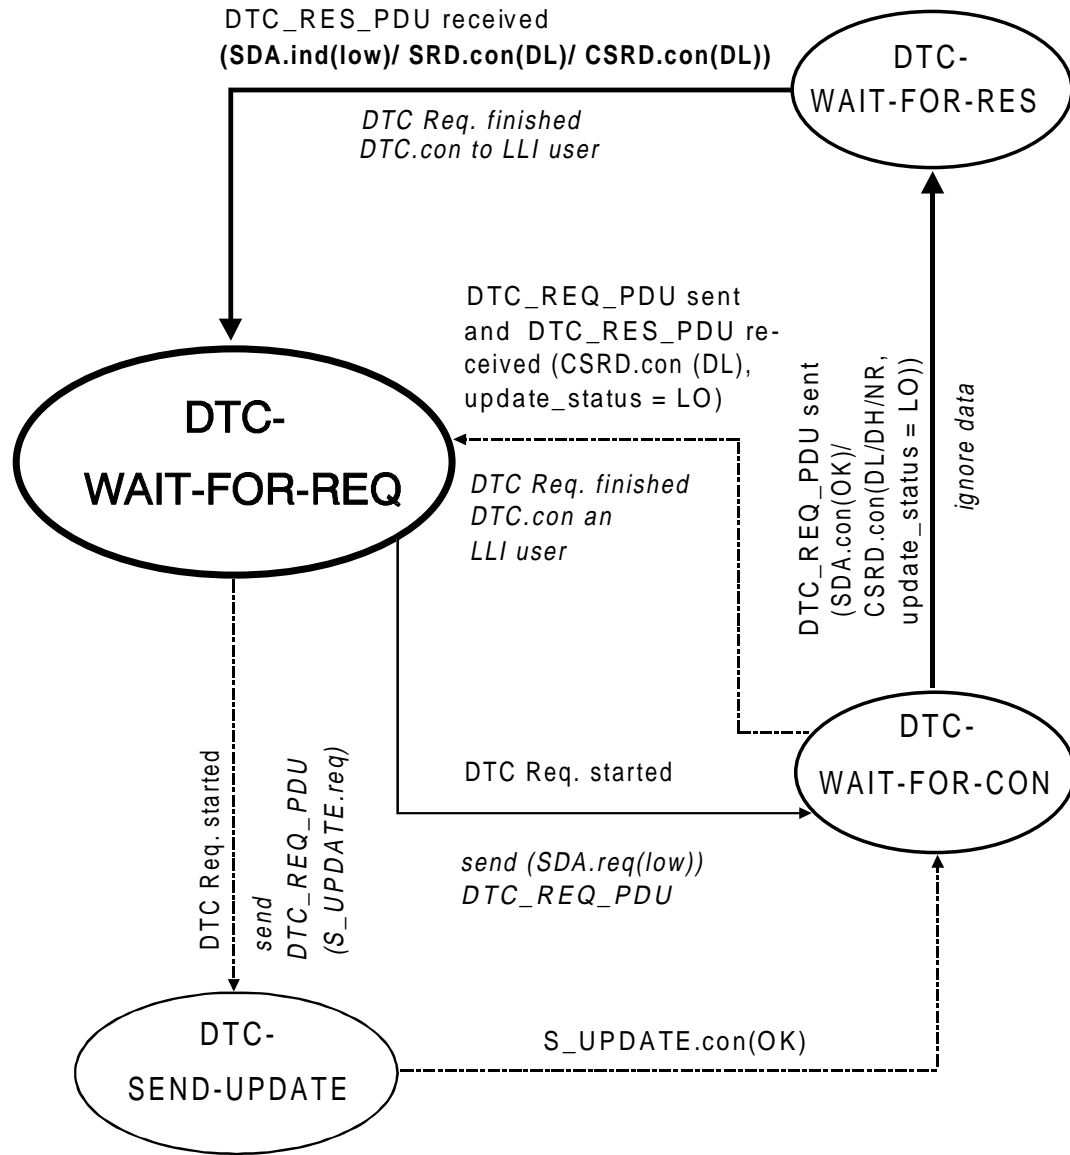 DTC_RES_PDU received
(SDA.ind(low)/ SRD.con(DL)/ CSRD.con(DL))
DTC-
WAIT-FOR-RES
DTC Req. finished
DTC.con to LLI user
DTC_REQ_PDU sent
and DTC_RES_PDU re-
ceived (CSRD.con (DL),
update_status = LO)
DTC_REQ_PDU sent
(SDA.con(OK)/
CSRD.con(DL/DH/NR,
update_status = LO))
ignore data
DTC-
WAIT-FOR-REQ
DTC Req. finished
DTC.con an
LLI user
DTC-
WAIT-FOR-CON
DTC Req. started
send (SDA.req(low))
DTC_REQ_PDU
DTC Req. started
send
DTC_REQ_PDU
(S_UPDATE.req)
DTC-
SEND-UPDATE
S_UPDATE.con(OK)